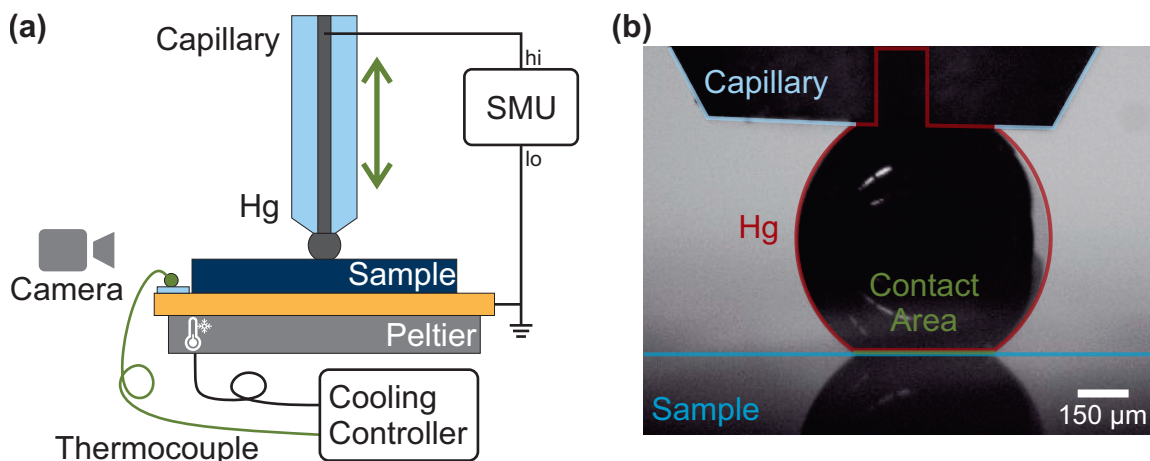 (a)
Capillary
hi
SMU
lo
Hg
Camera
Sample
Peltier
Cooling
Controller
Thermocouple
(b)
Capillary
Hg
Contact
Area
Sample
150 µm